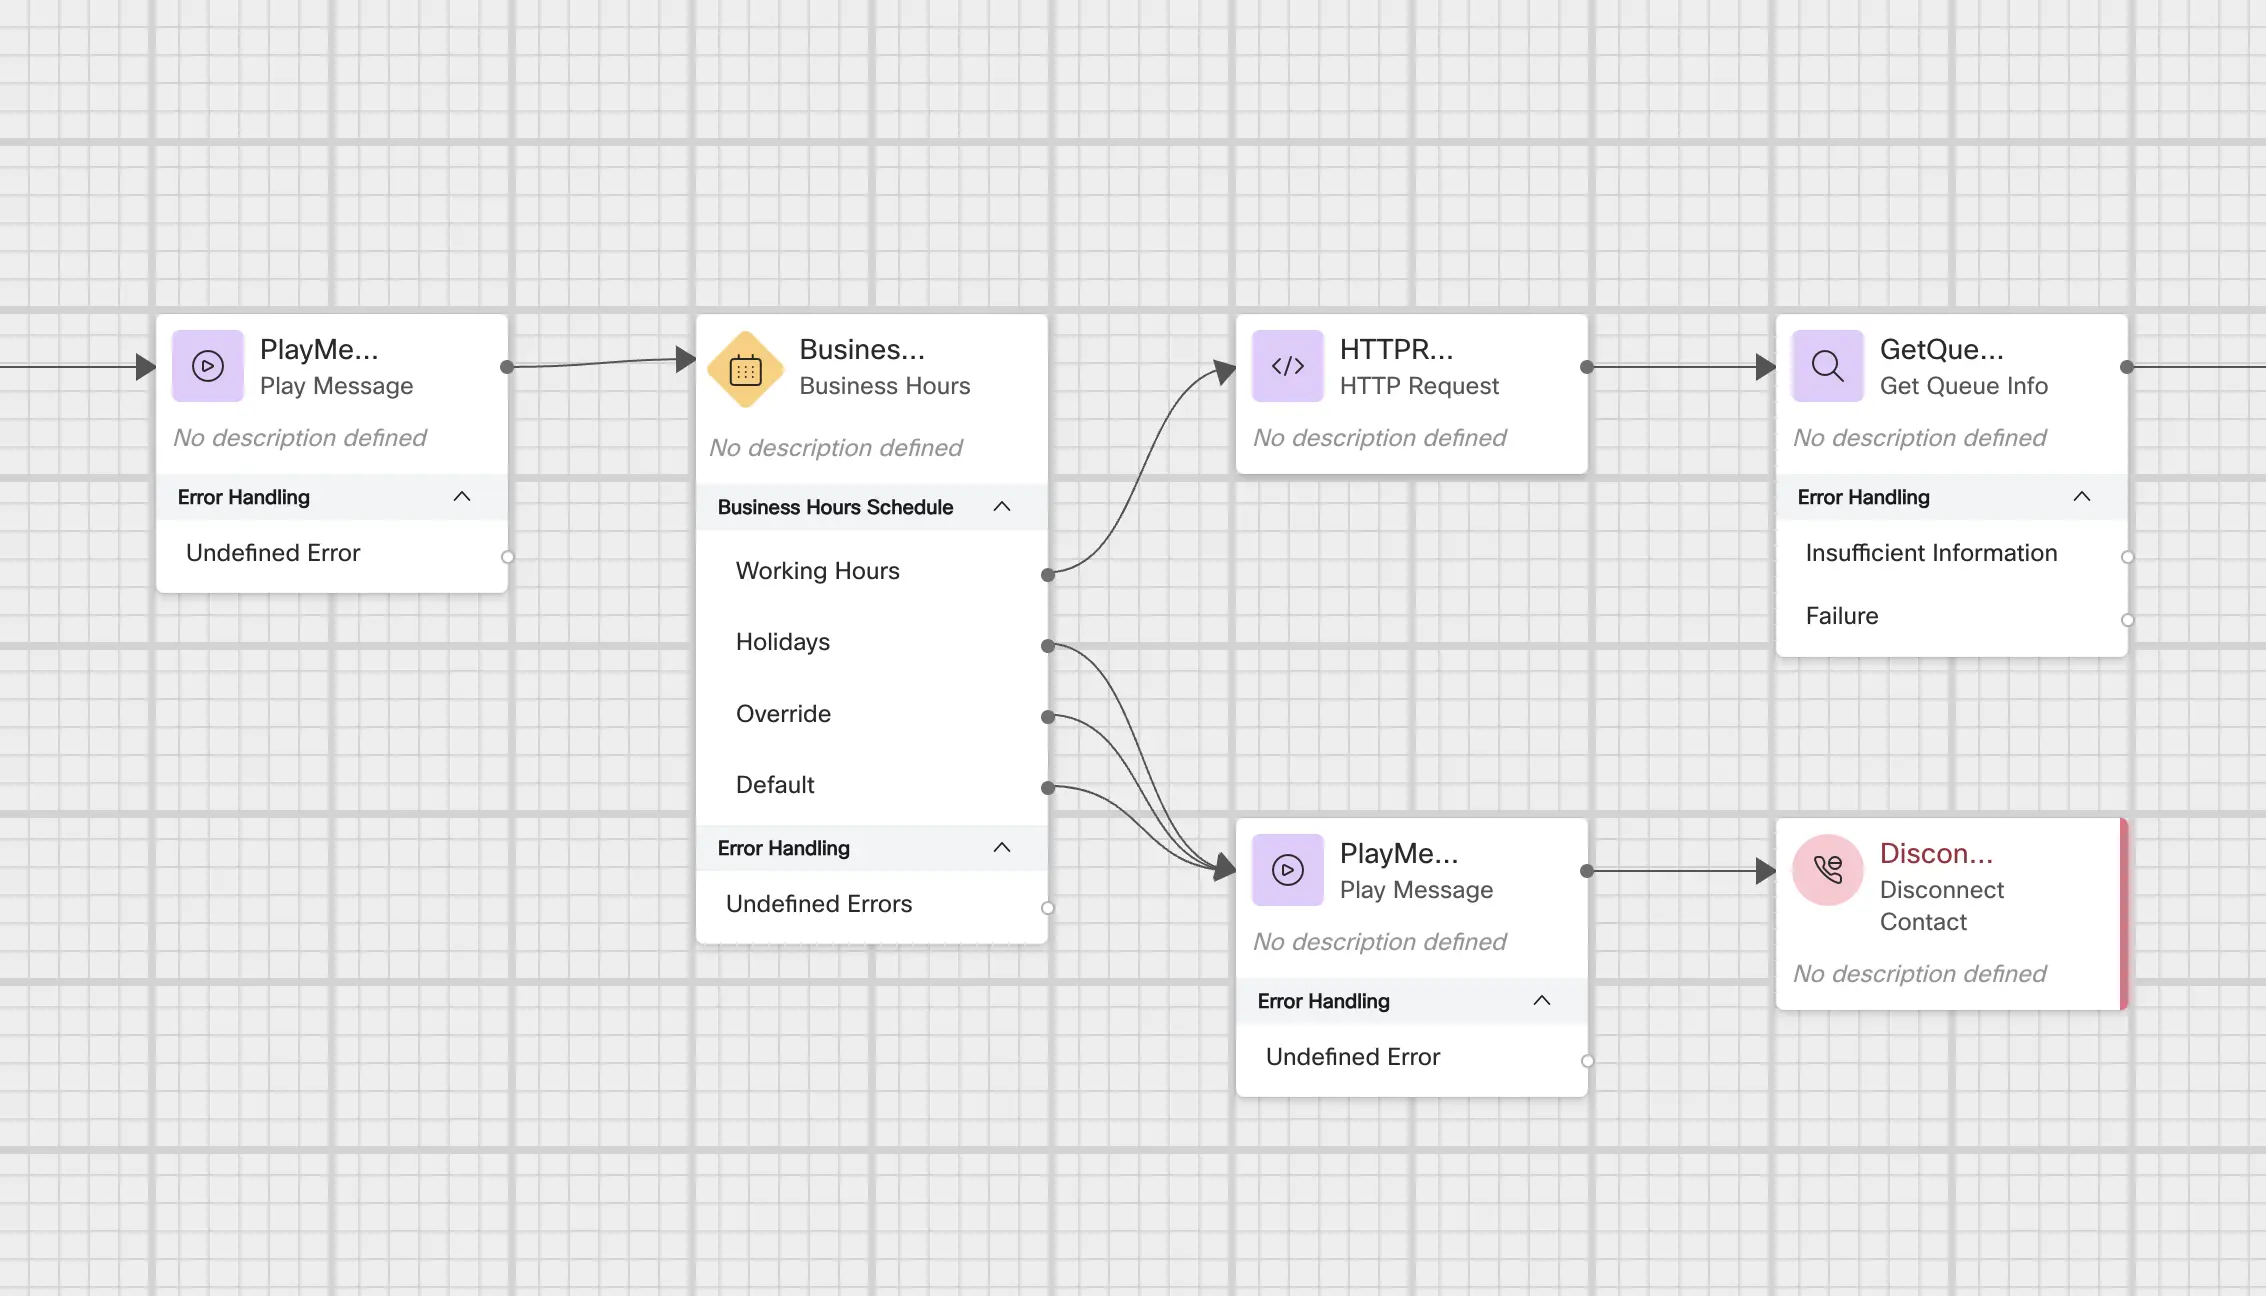 PlayMe...
Play Message
No description defined
Error Handling
Undefined Error
Busines...
Business Hours
No description defined
Business Hours Schedule
Working Hours
Holidays
Override
Default
Error Handling
Undefined Errors
HTTPR...
HTTP Request
No description defined
GetQue...
Get Queue Info
No description defined
Error Handling
Insufficient Information
Failure
PlayMe...
Play Message
No description defined
Error Handling
Undefined Error
Discon...
Disconnect
Contact
No description defined